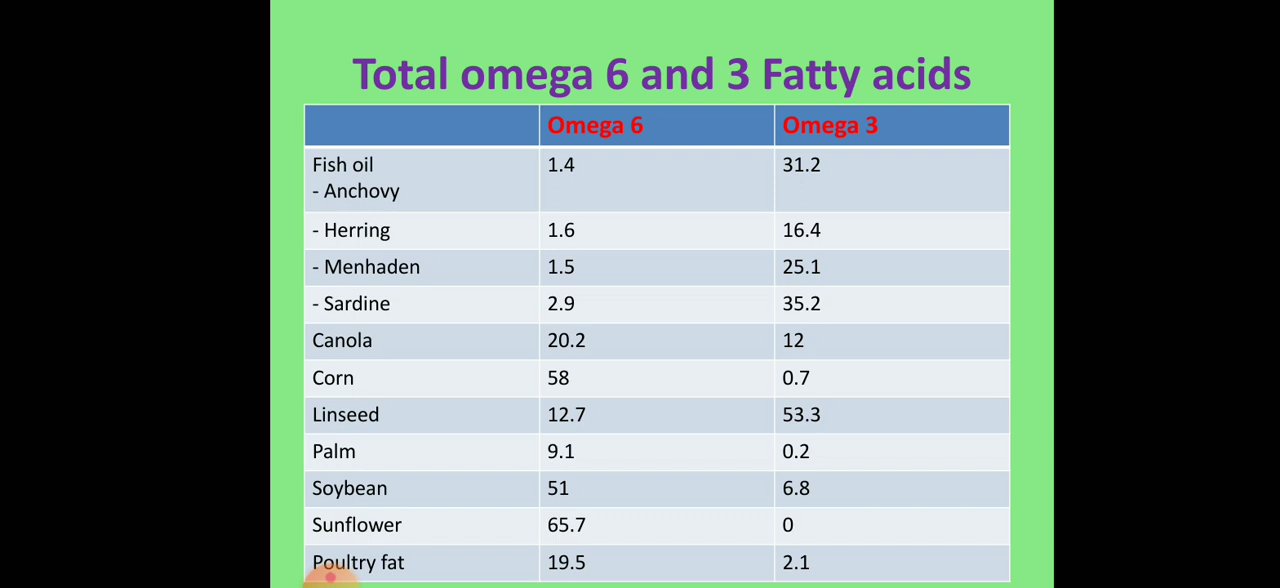 Total omega 6 and 3 Fatty acids
Omega 6 Omega 3
Fish oil 1.4 31.2
- Anchovy
- Herring 1.6 16.4
- Menhaden 1.5 25.1
- Sardine 2.9 35.2
Canola 20.2 12
Corn 58 0.7
Linseed 12.7 53.3
Palm 9.1 0.2
Soybean 51 6.8
Sunflower 65.7 0
Poultry fat 19.5 2.1